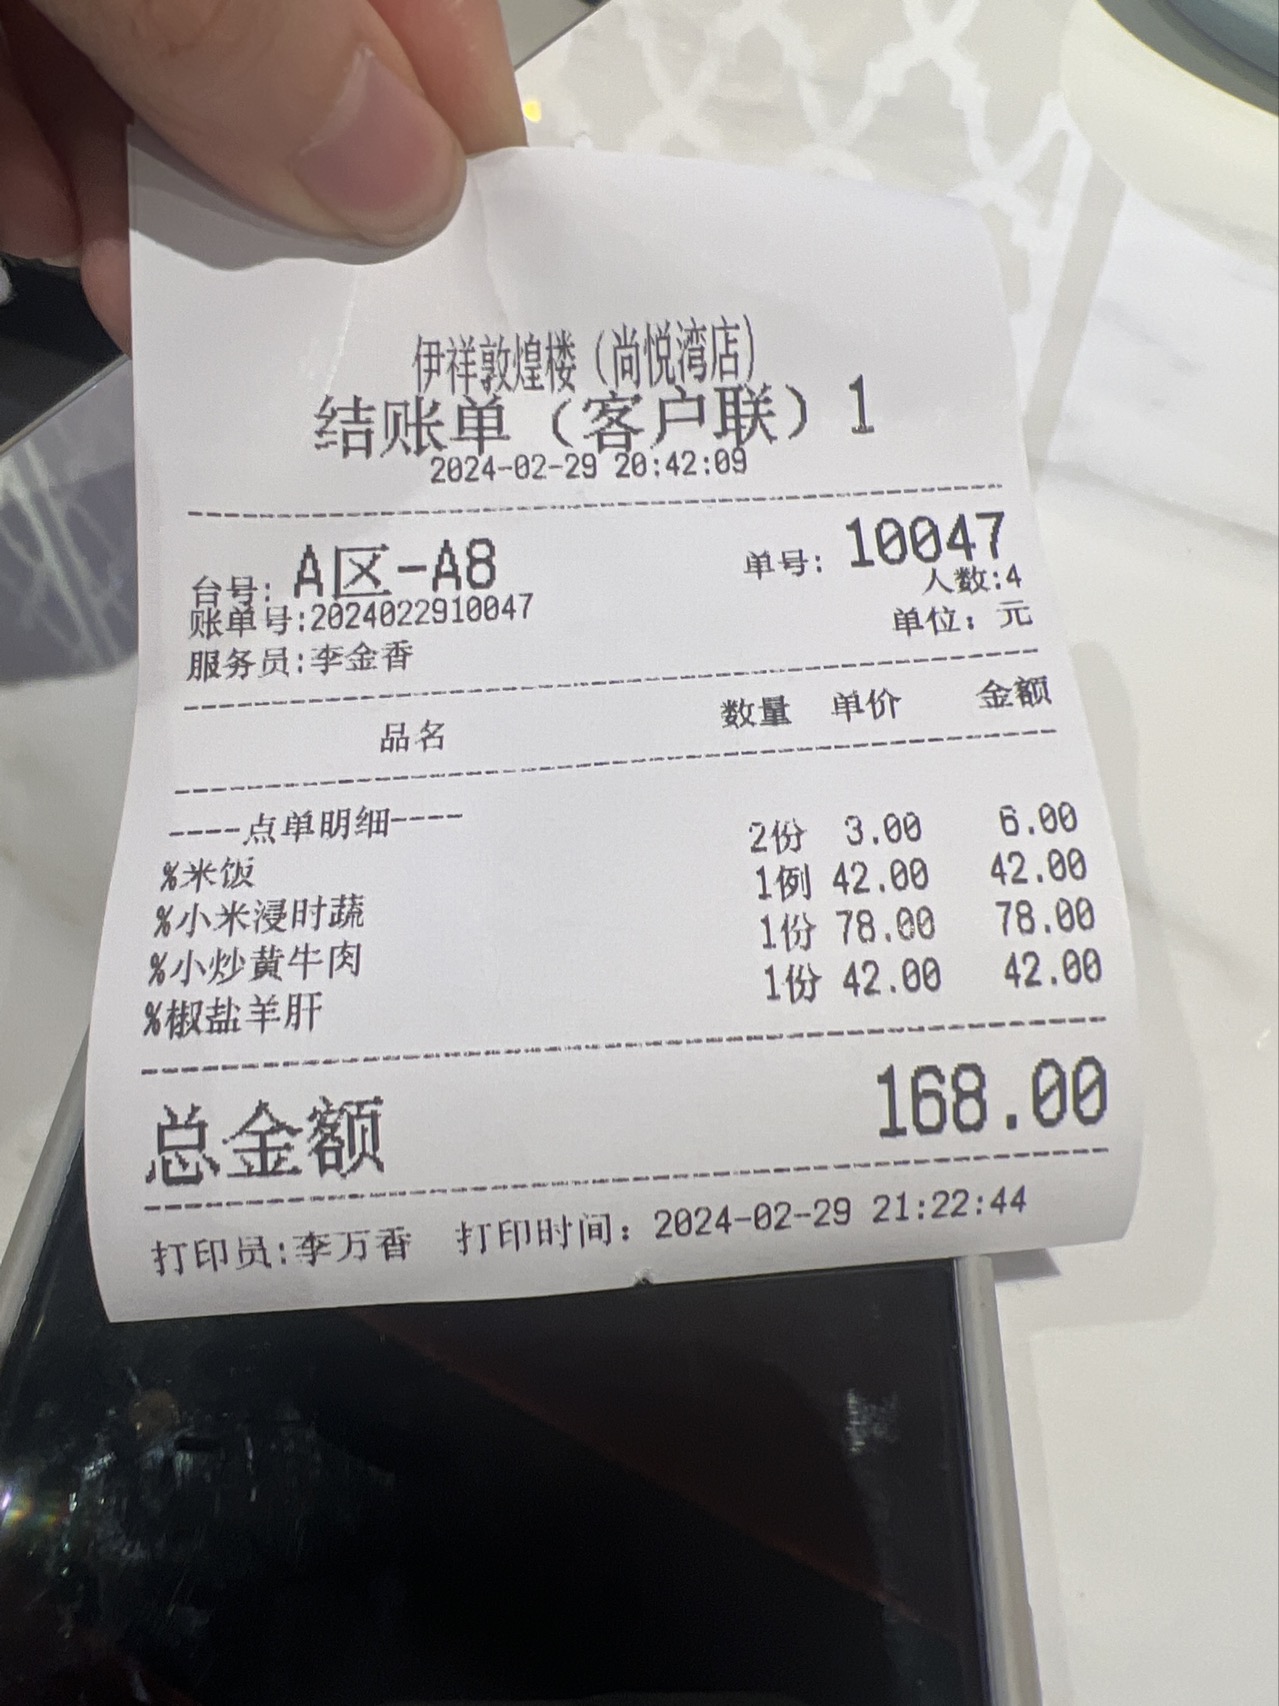 伊祥敦煌楼（尚悦湾店）
结账单（客户联）1
2024-02-29 20:42:09
台号: A区-A8 单号: 10047
账单号:2024022910047 人数:4
服务员:李金香 单位: 元
品名 数量 单价 金额
----点单明细----
%米饭 2份 3.00 6.00
%小米浸时蔬 1例 42.00 42.00
%小炒黄牛肉 1份 78.00 78.00
%椒盐羊肝 1份 42.00 42.00
总金额 168.00
打印员:李万香 打印时间: 2024-02-29 21:22:44